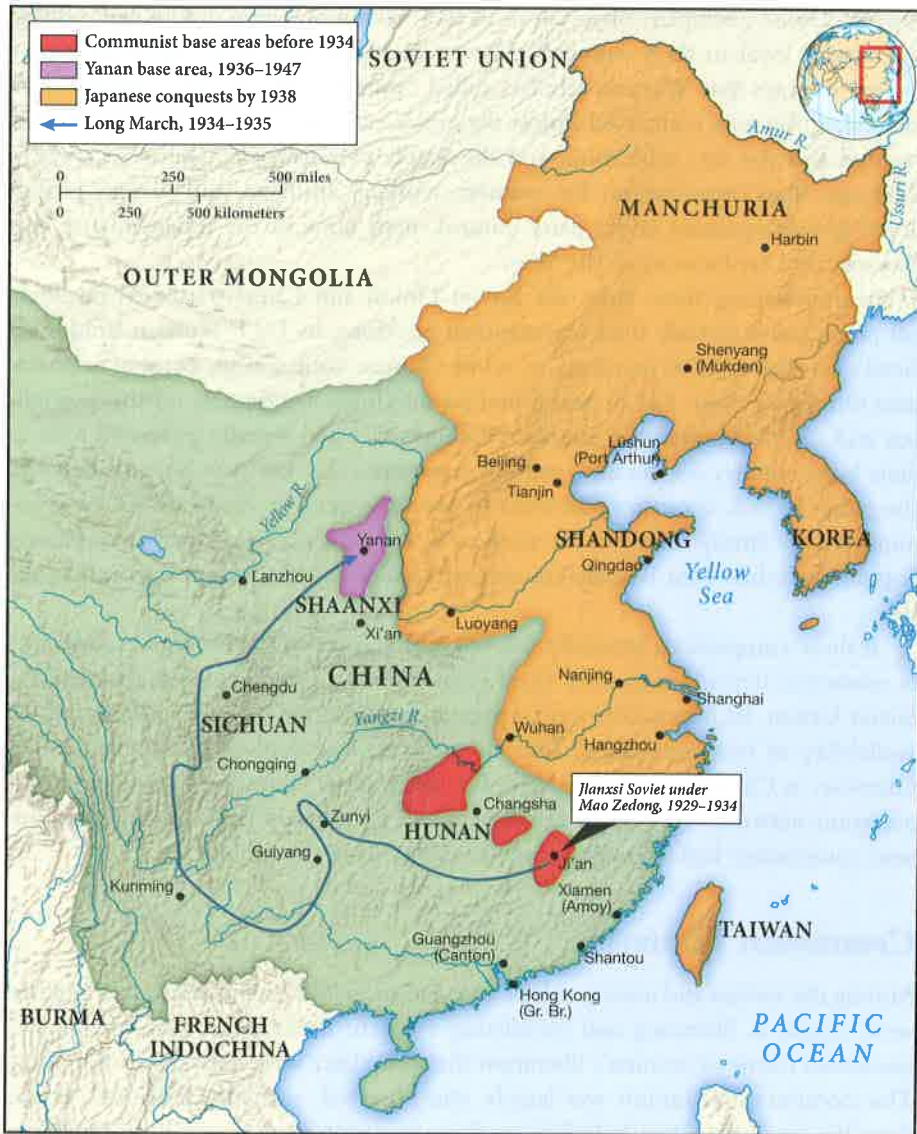 Communist base areas before 1934
Yanan base area, 1936–1947
Japanese conquests by 1938
Long March, 1934–1935
0 250 500 miles
0 250 500 kilometers
SOVIET UNION
Amur R.
Ussuri R.
MANCHURIA
Harbin
OUTER MONGOLIA
Shenyang
(Mukden)
Lüshun
(Port Arthur)
Beijing
Tianjin
Yellow R.
Yanan
SHANDONG
KOREA
Qingdao
Lanzhou
Yellow
Sea
SHAANXI
Luoyang
Xi'an
CHINA
Nanjing
Chengdu
Shanghai
SICHUAN
Yangzi R.
Wuhan
Hangzhou
Chongqing
Jianxsi Soviet under
Mao Zedong, 1929–1934
Changsha
Zunyi
HUNAN
Guiyang
Ji'an
Kunming
Xiamen
(Amoy)
TAIWAN
Guangzhou
(Canton)
Shantou
Hong Kong
(Gr. Br.)
BURMA
FRENCH
INDOCHINA
PACIFIC
OCEAN